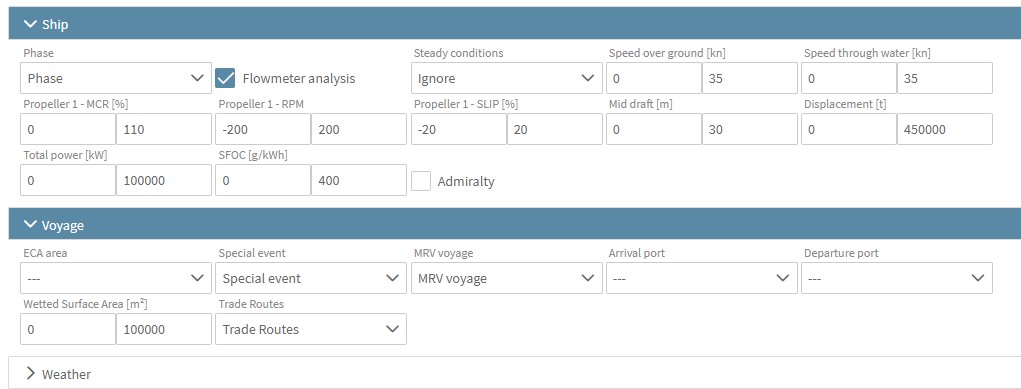 Ship
Phase Steady conditions Speed over ground [kn] Speed through water [kn]
Phase Flowmeter analysis Ignore 0 35 0 35
Propeller 1 - MCR [%] Propeller 1 - RPM Propeller 1 - SLIP [%] Mid draft [m] Displacement [t]
0 110 -200 200 -20 20 0 30 0 450000
Total power [kW] SFOC [g/kWh]
0 100000 0 400 Admiralty
Voyage
ECA area Special event MRV voyage Arrival port Departure port
--- Special event MRV voyage --- ---
Wetted Surface Area [m²] Trade Routes
0 100000 Trade Routes
Weather